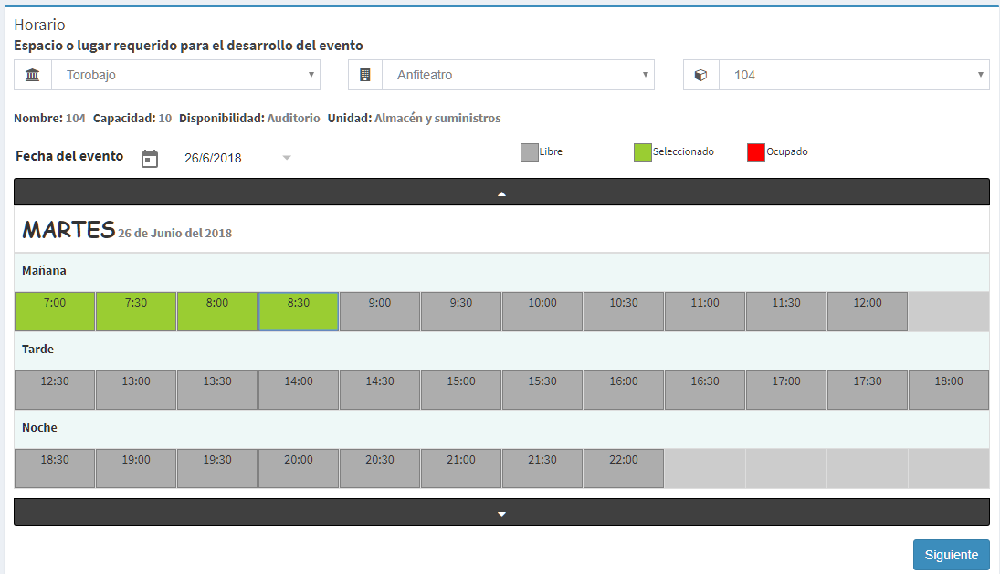 Horario
Espacio o lugar requerido para el desarrollo del evento
Torobajo Anfiteatro 104
Nombre: 104 Capacidad: 10 Disponibilidad: Auditorio Unidad: Almacén y suministros
Fecha del evento 26/6/2018 Libre Seleccionado Ocupado
MARTES 26 de Junio del 2018
Mañana
7:00 7:30 8:00 8:30 9:00 9:30 10:00 10:30 11:00 11:30 12:00
Tarde
12:30 13:00 13:30 14:00 14:30 15:00 15:30 16:00 16:30 17:00 17:30 18:00
Noche
18:30 19:00 19:30 20:00 20:30 21:00 21:30 22:00
Siguiente